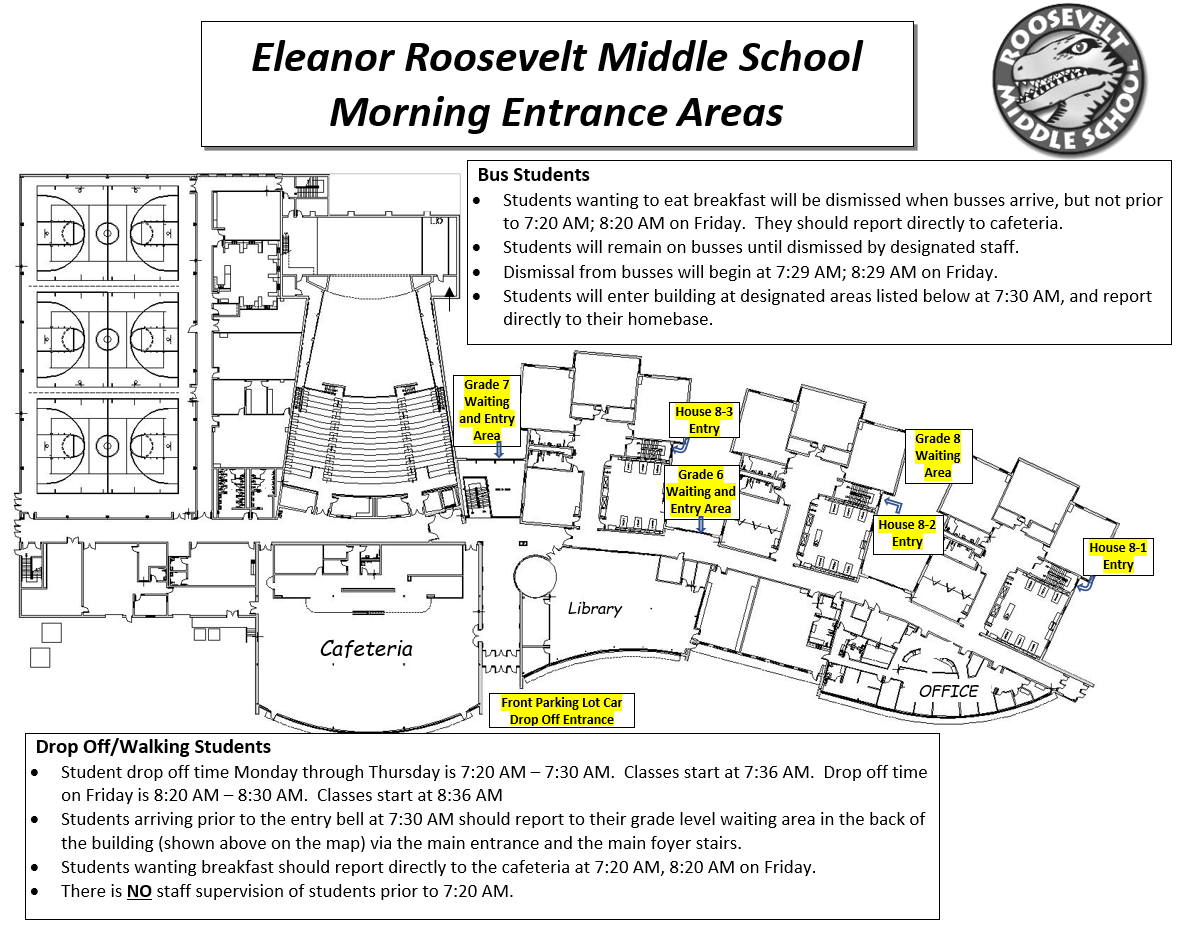 Eleanor Roosevelt Middle School
Morning Entrance Areas
ROOSEVELT
MIDDLE SCHOOL
Bus Students
• Students wanting to eat breakfast will be dismissed when busses arrive, but not prior
to 7:20 AM; 8:20 AM on Friday. They should report directly to cafeteria.
• Students will remain on busses until dismissed by designated staff.
• Dismissal from busses will begin at 7:29 AM; 8:29 AM on Friday.
• Students will enter building at designated areas listed below at 7:30 AM, and report
directly to their homebase.
Grade 7
Waiting
and Entry
Area
House 8-3
Entry
Grade 8
Waiting
Area
Grade 6
Waiting and
Entry Area
House 8-2
Entry
House 8-1
Entry
Library
Cafeteria
OFFICE
Front Parking Lot Car
Drop Off Entrance
Drop Off/Walking Students
• Student drop off time Monday through Thursday is 7:20 AM – 7:30 AM. Classes start at 7:36 AM. Drop off time
on Friday is 8:20 AM – 8:30 AM. Classes start at 8:36 AM
• Students arriving prior to the entry bell at 7:30 AM should report to their grade level waiting area in the back of
the building (shown above on the map) via the main entrance and the main foyer stairs.
• Students wanting breakfast should report directly to the cafeteria at 7:20 AM, 8:20 AM on Friday.
• There is NO staff supervision of students prior to 7:20 AM.